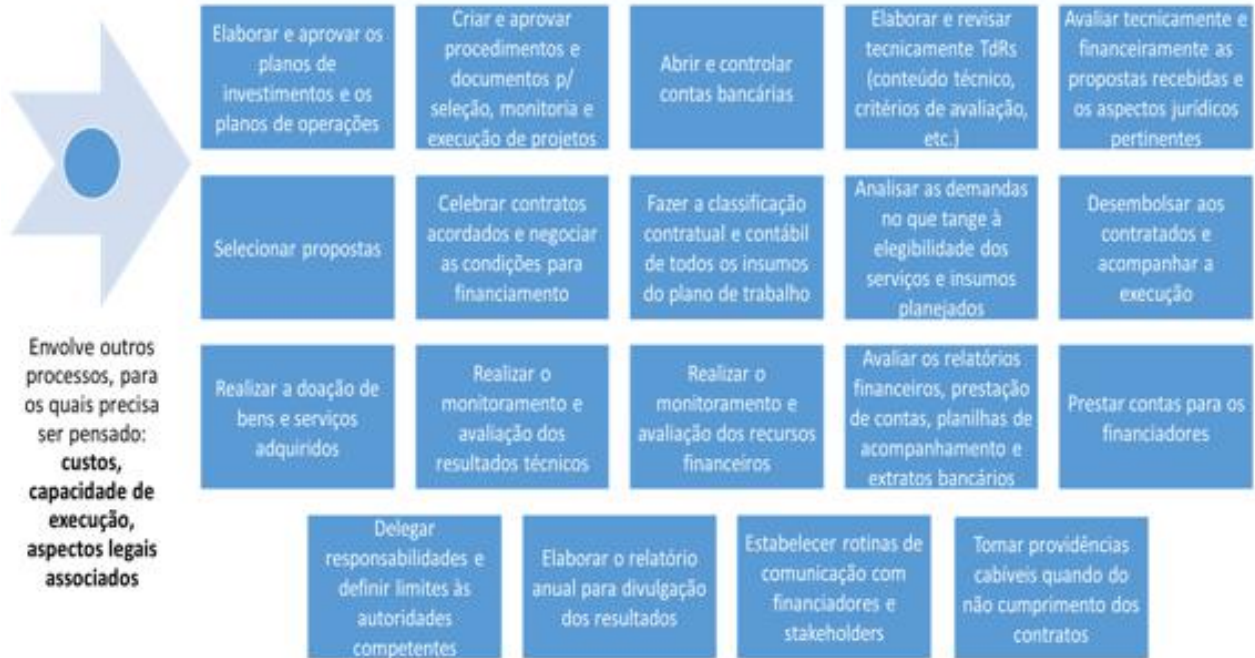 Elaborar e aprovar os
planos de
investimentos e os
planos de operações
Criar e aprovar
procedimentos e
documentos p/
seleção, monitoria e
execução de projetos
Abrir e controlar
contas bancárias
Elaborar e revisar
tecnicamente TdRs
(conteúdo técnico,
critérios de avaliação,
etc.)
Avaliar tecnicamente e
financeiramente as
propostas recebidas e
os aspectos jurídicos
pertinentes
Selecionar propostas
Celebrar contratos
acordados e negociar
as condições para
financiamento
Fazer a classificação
contratual e contábil
de todos os insumos
do plano de trabalho
Analisar as demandas
no que tange à
elegibilidade dos
serviços e insumos
planejados
Desembolsar aos
contratados e
acompanhar a
execução
Envolve outros
processos, para
os quais precisa
ser pensado:
custos,
capacidade de
execução,
aspectos legais
associados
Realizar a doação de
bens e serviços
adquiridos
Realizar o
monitoramento e
avaliação dos
resultados técnicos
Realizar o
monitoramento e
avaliação dos recursos
financeiros
Avaliar os relatórios
financeiros, prestação
de contas, planilhas de
acompanhamento e
extratos bancários
Prestar contas para os
financiadores
Delegar
responsabilidades e
definir limites às
autoridades
competentes
Elaborar o relatório
anual para divulgação
dos resultados
Estabelecer rotinas de
comunicação com
financiadores e
stakeholders
Tomar providências
cabíveis quando do
não cumprimento dos
contratos